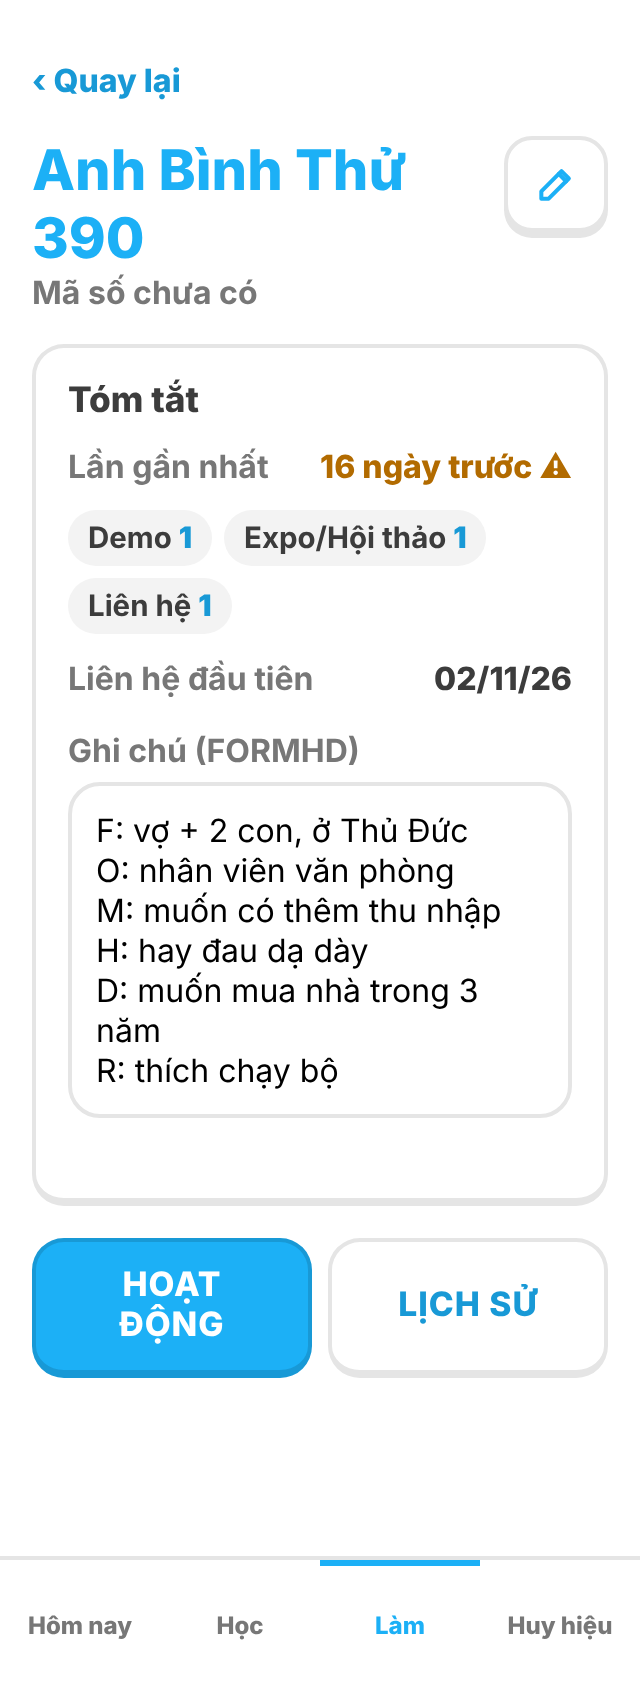 ‹ Quay lại
Anh Bình Thử
390
Mã số chưa có
Tóm tắt
Lần gần nhất 16 ngày trước ⚠
Demo 1 Expo/Hội thảo 1
Liên hệ 1
Liên hệ đầu tiên 02/11/26
Ghi chú (FORMHD)
F: vợ + 2 con, ở Thủ Đức
O: nhân viên văn phòng
M: muốn có thêm thu nhập
H: hay đau dạ dày
D: muốn mua nhà trong 3
năm
R: thích chạy bộ
HOẠT
ĐỘNG
LỊCH SỬ
Hôm nay Học Làm Huy hiệu